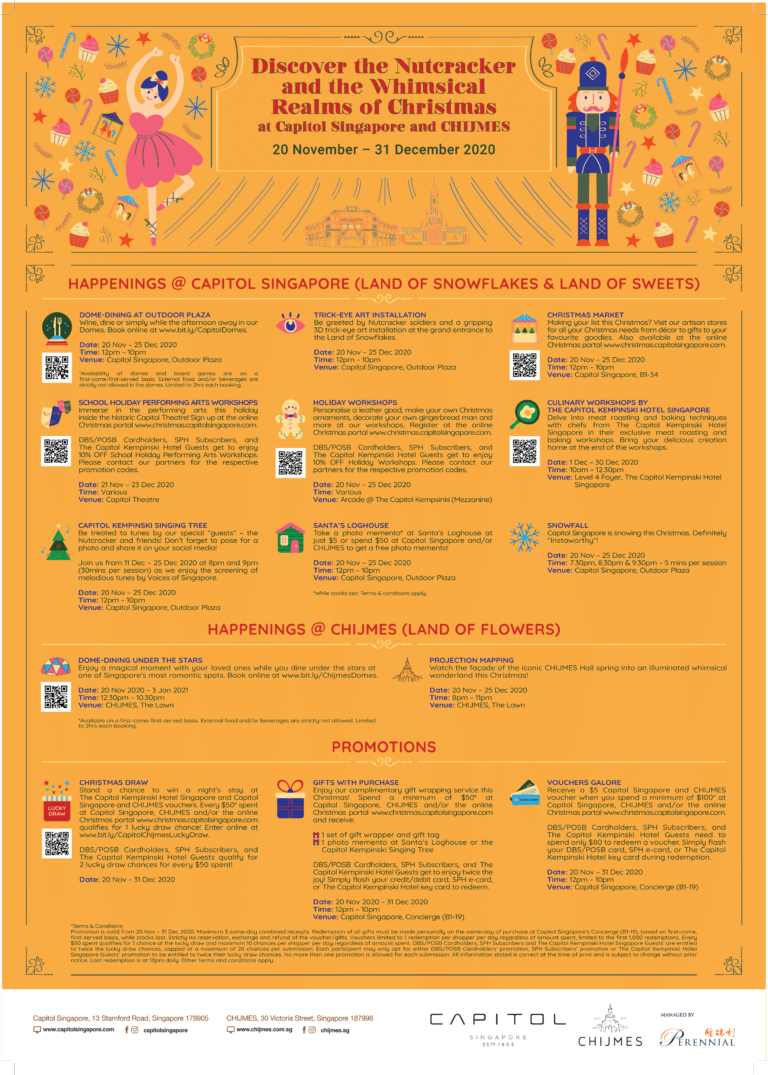 Discover the Nutcracker
and the Whimsical
Realms of Christmas
at Capitol Singapore and CHIJMES
20 November – 31 December 2020
HAPPENINGS @ CAPITOL SINGAPORE (LAND OF SNOWFLAKES & LAND OF SWEETS)
DOME-DINING AT OUTDOOR PLAZA
Wine, dine or simply while the afternoon away in our
Domes. Book online at www.bit.ly/CapitolDomes.
Date: 20 Nov – 25 Dec 2020
Time: 12pm – 10pm
Venue: Capitol Singapore, Outdoor Plaza
*Availability of domes and board games are on a
first-come-first-served basis. External food and/or beverages are
strictly not allowed in the domes. Limited to 2hrs each booking.
TRICK-EYE ART INSTALLATION
Be greeted by Nutcracker soldiers and a gripping
3D trick-eye art installation at the grand entrance to
the Land of Snowflakes.
Date: 20 Nov – 25 Dec 2020
Time: 12pm – 10pm
Venue: Capitol Singapore, Outdoor Plaza
CHRISTMAS MARKET
Making your list this Christmas? Visit our artisan stores
for all your Christmas needs from décor to gifts to your
favourite goodies. Also available at the online
Christmas portal www.christmas.capitolsingapore.com.
Date: 20 Nov – 25 Dec 2020
Time: 12pm – 10pm
Venue: Capitol Singapore, B1-34
SCHOOL HOLIDAY PERFORMING ARTS WORKSHOPS
Immerse in the performing arts this holiday
inside the historic Capitol Theatre! Sign up at the online
Christmas portal www.christmas.capitolsingapore.com.
DBS/POSB Cardholders, SPH Subscribers, and
The Capitol Kempinski Hotel Guests get to enjoy
10% OFF School Holiday Performing Arts Workshops.
Please contact our partners for the respective
promotion codes.
Date: 21 Nov – 23 Dec 2020
Time: Various
Venue: Capitol Theatre
HOLIDAY WORKSHOPS
Personalise a leather good, make your own Christmas
ornaments, decorate your own gingerbread man and
more at our workshops. Register at the online
Christmas portal www.christmas.capitolsingapore.com.
DBS/POSB Cardholders, SPH Subscribers, and
The Capitol Kempinski Hotel Guests get to enjoy
10% OFF Holiday Workshops. Please contact our
partners for the respective promotion codes.
Date: 20 Nov – 25 Dec 2020
Time: Various
Venue: Arcade @ The Capitol Kempsinki (Mezzanine)
CULINARY WORKSHOPS BY
THE CAPITOL KEMPINSKI HOTEL SINGAPORE
Delve into meat roasting and baking techniques
with chefs from The Capitol Kempinski Hotel
Singapore in their exclusive meat roasting and
baking workshops. Bring your delicious creation
home at the end of the workshops.
Date: 1 Dec – 30 Dec 2020
Time: 10am – 12.30pm
Venue: Level 4 Foyer, The Capitol Kempinski Hotel
Singapore
CAPITOL KEMPINSKI SINGING TREE
Be treated to tunes by our special "guests" – the
Nutcracker and friends! Don't forget to pose for a
photo and share it on your social media!
Join us from 11 Dec – 25 Dec 2020 at 8pm and 9pm
(30mins per session) as we enjoy the screening of
melodious tunes by Voices of Singapore.
Date: 20 Nov – 25 Dec 2020
Time: 12pm – 10pm
Venue: Capitol Singapore, Outdoor Plaza
SANTA'S LOGHOUSE
Take a photo memento* at Santa's Loghouse at
just $5 or spend $50 at Capitol Singapore and/or
CHIJMES to get a free photo memento!
Date: 20 Nov – 25 Dec 2020
Time: 12pm – 10pm
Venue: Capitol Singapore, Outdoor Plaza
*While stocks last. Terms & conditions apply.
SNOWFALL
Capitol Singapore is snowing this Christmas. Definitely
"Instaworthy"!
Date: 20 Nov – 25 Dec 2020
Time: 7.30pm, 8.30pm & 9.30pm – 5 mins per session
Venue: Capitol Singapore, Outdoor Plaza
HAPPENINGS @ CHIJMES (LAND OF FLOWERS)
DOME-DINING UNDER THE STARS
Enjoy a magical moment with your loved ones while you dine under the stars at
one of Singapore's most romantic spots. Book online at www.bit.ly/ChijmesDomes.
Date: 20 Nov 2020 – 3 Jan 2021
Time: 12.30pm – 10.30pm
Venue: CHIJMES, The Lawn
*Available on a first-come-first-served basis. External food and/or beverages are strictly not allowed. Limited
to 2hrs each booking.
PROJECTION MAPPING
Watch the façade of the iconic CHIJMES Hall spring into an illuminated whimsical
wonderland this Christmas!
Date: 20 Nov – 25 Dec 2020
Time: 8pm – 11pm
Venue: CHIJMES, The Lawn
PROMOTIONS
LUCKY
DRAW
CHRISTMAS DRAW
Stand a chance to win a night's stay at
The Capitol Kempinski Hotel Singapore and Capitol
Singapore and CHIJMES vouchers. Every $50* spent
at Capitol Singapore, CHIJMES and/or the online
Christmas portal www.christmas.capitolsingapore.com
qualifies for 1 lucky draw chance! Enter online at
www.bit.ly/CapitolChijmesLuckyDraw.
DBS/POSB Cardholders, SPH Subscribers, and
The Capitol Kempinski Hotel Guests qualify for
2 lucky draw chances for every $50 spent!
Date: 20 Nov – 31 Dec 2020
GIFTS WITH PURCHASE
Enjoy our complimentary gift wrapping service this
Christmas! Spend a minimum of $50* at
Capitol Singapore, CHIJMES and/or the online
Christmas portal www.christmas.capitolsingapore.com
and receive:
1 set of gift wrapper and gift tag
1 photo memento at Santa's Loghouse or the
Capitol Kempinski Singing Tree
DBS/POSB Cardholders, SPH Subscribers, and The
Capitol Kempinski Hotel Guests get to enjoy twice the
joy! Simply flash your credit/debit card, SPH e-card,
or The Capitol Kempinski Hotel key card to redeem.
Date: 20 Nov 2020 – 31 Dec 2020
Time: 12pm – 10pm
Venue: Capitol Singapore, Concierge (B1-19)
VOUCHERS GALORE
Receive a $5 Capitol Singapore and CHIJMES
voucher when you spend a minimum of $100* at
Capitol Singapore, CHIJMES and/or the online
Christmas portal www.christmas.capitolsingapore.com.
DBS/POSB Cardholders, SPH Subscribers, and
The Capitol Kempinski Hotel Guests need to
spend only $80 to redeem a voucher. Simply flash
your DBS/POSB card, SPH e-card, or The Capitol
Kempinski Hotel key card during redemption.
Date: 20 Nov – 31 Dec 2020
Time: 12pm – 10pm
Venue: Capitol Singapore, Concierge (B1-19)
*Terms & Conditions:
Promotion is valid from 20 Nov – 31 Dec 2020. Maximum 3 same-day combined receipts. Redemption of all gifts must be made personally on the same-day of purchase at Capitol Singapore's Concierge (B1-19), based on first-come,
first-served basis, while stocks last. Strictly no reservation, exchange and refund of the voucher/gifts. Vouchers limited to 1 redemption per shopper per day regardless of amount spent, limited to the first 1,000 redemptions. Every
$50 spent qualifies for 1 chance at the lucky draw and maximum 10 chances per shopper per day regardless of amount spent. DBS/POSB Cardholders, SPH Subscribers and The Capitol Kempinski Hotel Singapore Guests' are entitled
to twice the lucky draw chances, capped at a maximum of 20 chances per submission. Each participant may only opt for either DBS/POSB Cardholders' promotion, SPH Subscribers' promotion or The Capitol Kempinski Hotel
Singapore Guests' promotion to be entitled to twice their lucky draw chances. No more than one promotion is allowed for each submission. All information stated is correct at the time of print and is subject to change without prior
notice. Last redemption is at 10pm daily. Other terms and conditions apply.
Capitol Singapore, 13 Stamford Road, Singapore 178905
www.capitolsingapore.com
capitolsingapore
CHIJMES, 30 Victoria Street, Singapore 187996
www.chijmes.com.sg
chijmes.sg
CAPITOL
SINGAPORE
ESTD 1903
CHIJMES
MANAGED BY
PERENNIAL